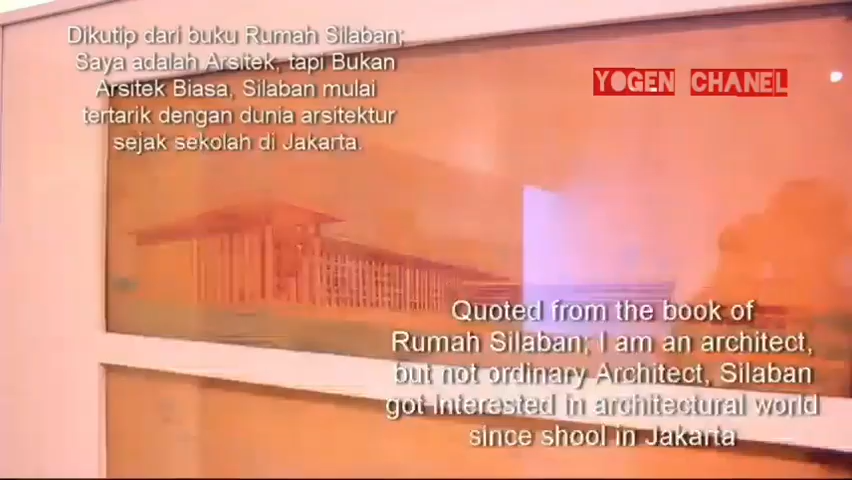 Dikutip dari buku Rumah Silaban;
Saya adalah Arsitek, tapi Bukan
Arsitek Biasa, Silaban mulai
tertarik dengan dunia arsitektur
sejak sekolah di Jakarta.
YOGEN CHANEL
Quoted from the book of
Rumah Silaban; I am an architect,
but not ordinary Architect, Silaban
got Interested in architectural world
since shool in Jakarta